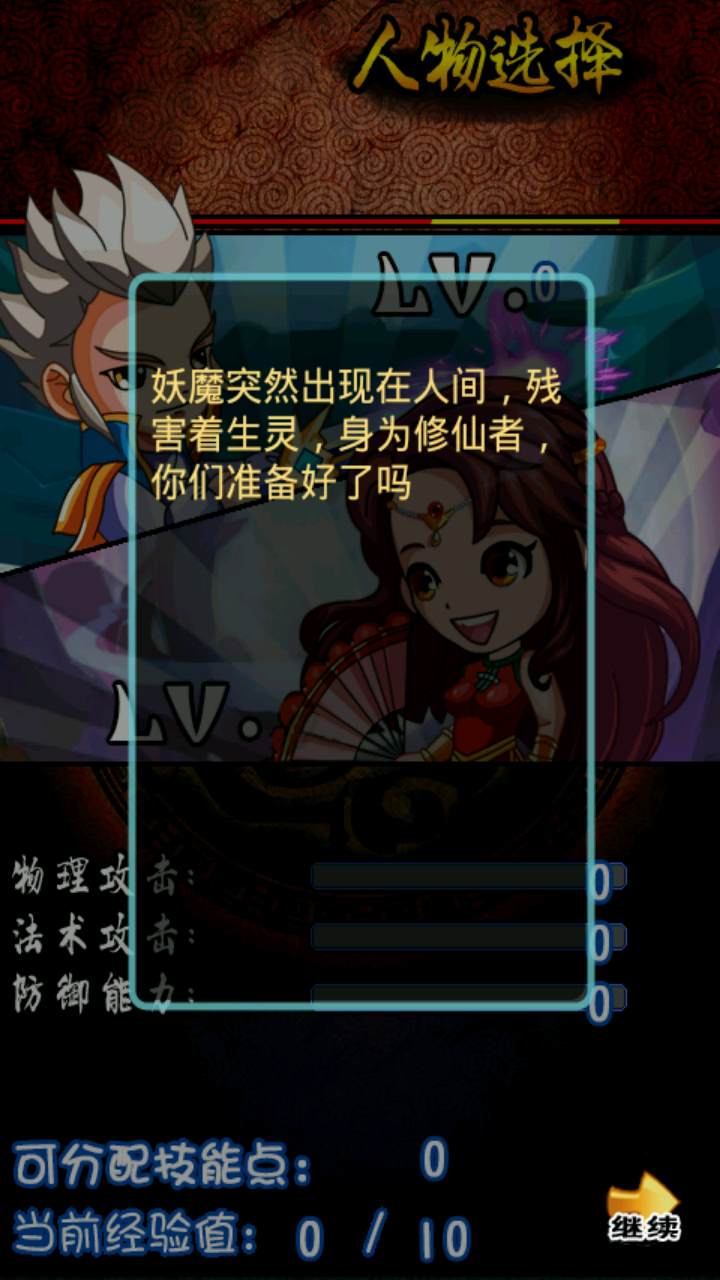 人物选择
LV.0
妖魔突然出现在人间，残
害着生灵，身为修仙者，
你们准备好了吗
LV.
物理攻击: 0
法术攻击: 0
防御能力: 0
可分配技能点: 0
当前经验值: 0 / 10
继续